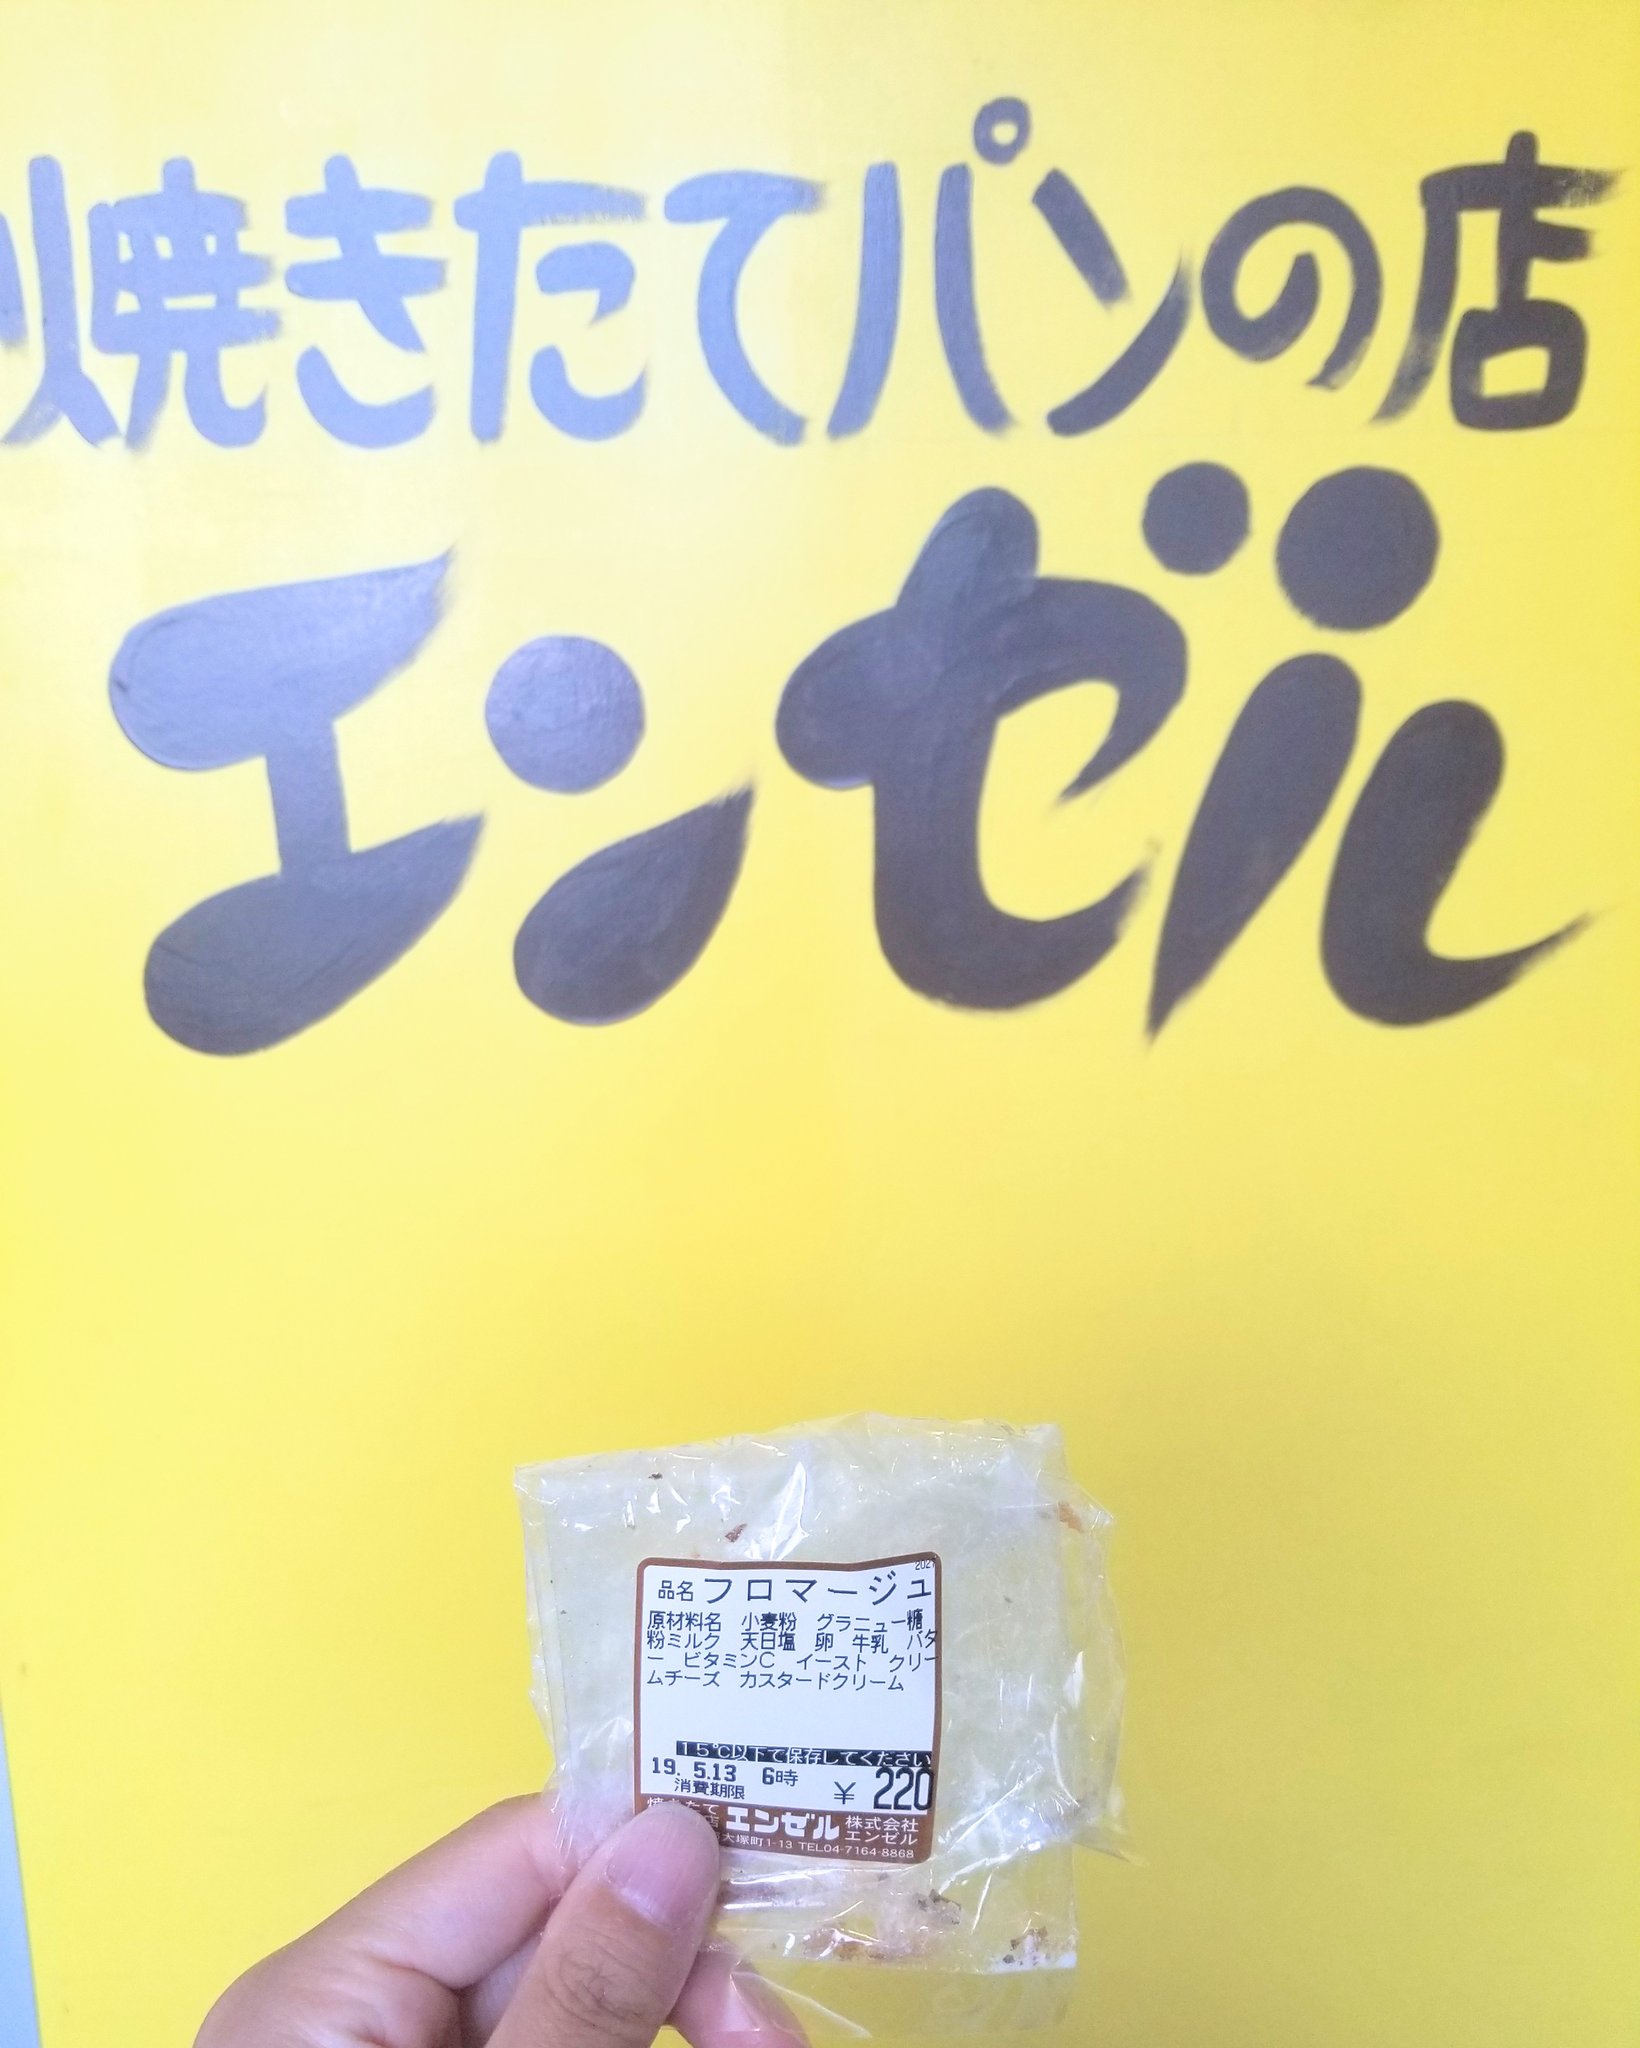 焼きたてパンの店
エンゼル
2021
品名 フロマージュ
原材料名 小麦粉 グラニュー糖
粉ミルク 天日塩 卵 牛乳 バタ
ー ビタミンC イースト クリー
ムチーズ カスタードクリーム
15℃以下で保存してください
19. 5.13 6時
消費期限
¥ 220
焼きたて
店 エンゼル 株式会社
エンゼル
大塚町1-13 TEL04-7164-8868